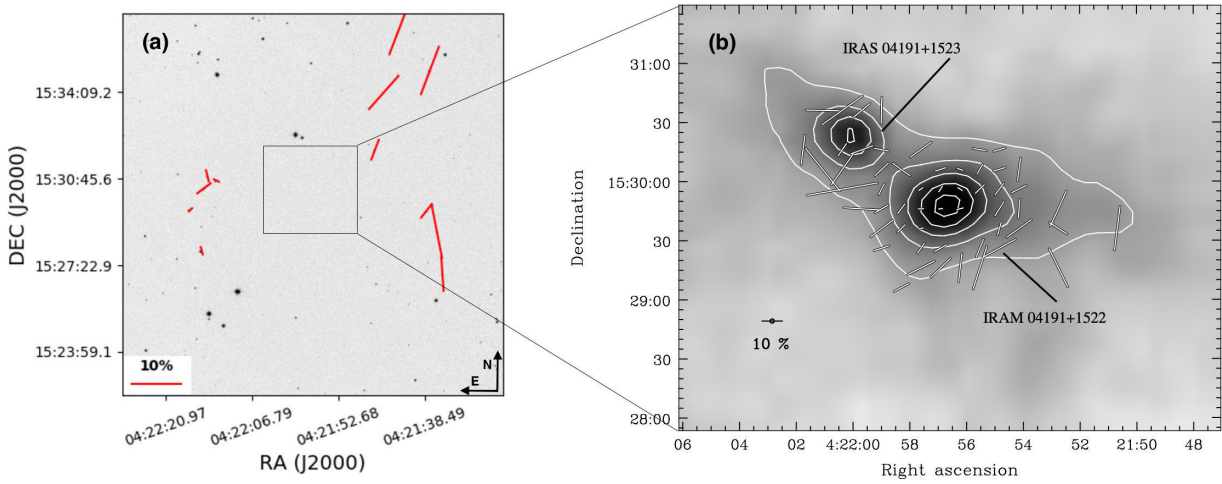 (a)
15:34:09.2
15:30:45.6
15:27:22.9
15:23:59.1
DEC (J2000)
10%
N
E
04:22:20.97
04:22:06.79
04:21:52.68
04:21:38.49
RA (J2000)
(b)
IRAS 04191+1523
31:00
30
15:30:00
30
29:00
30
28:00
Declination
IRAM 04191+1522
10 %
06
04
02
4:22:00
58
56
54
52
21:50
48
Right ascension